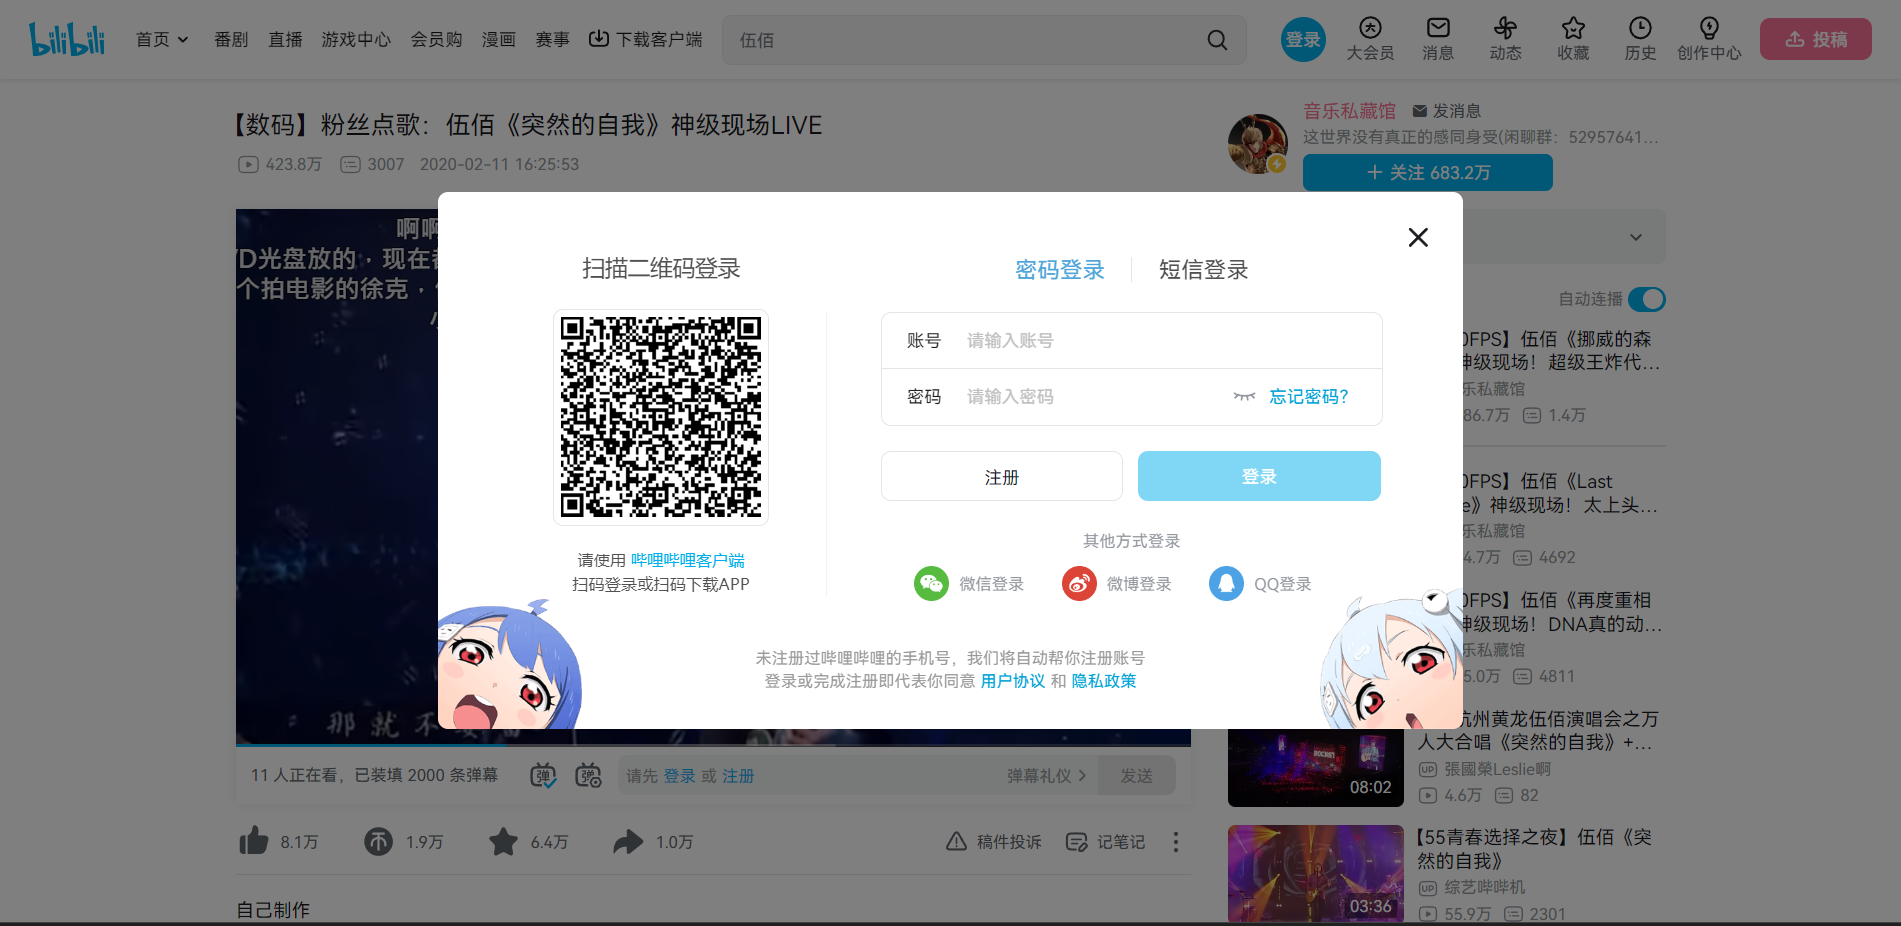 bilibili
首页
番剧
直播
游戏中心
会员购
漫画
赛事
下载客户端
伍佰
登录
大会员
消息
动态
收藏
历史
创作中心
投稿
【数码】粉丝点歌：伍佰《突然的自我》神级现场LIVE
423.8万 3007 2020-02-11 16:25:53
音乐私藏馆 发消息
这世界没有真正的感同身受(闲聊群：52957641...
+ 关注 683.2万
啊啊
VD光盘放的 · 现在
个拍电影的徐克 ·
自动连播
扫描二维码登录
密码登录
短信登录
账号 请输入账号
密码 请输入密码 忘记密码?
注册
登录
请使用 哔哩哔哩客户端
扫码登录或扫码下载APP
其他方式登录
微信登录
微博登录
QQ登录
未注册过哔哩哔哩的手机号，我们将自动帮你注册账号
登录或完成注册即代表你同意 用户协议 和 隐私政策
0FPS】伍佰《挪威的森
神级现场！超级王炸代...
乐私藏馆
86.7万 1.4万
0FPS】伍佰《Last
e》神级现场！太上头...
乐私藏馆
4.7万 4692
0FPS】伍佰《再度重相
神级现场！DNA真的动...
乐私藏馆
5.0万 4811
杭州黄龙伍佰演唱会之万
人大合唱《突然的自我》+...
UP 張國榮Leslie啊
4.6万 82
08:02
【55青春选择之夜】伍佰《突
然的自我》
UP 综艺哔哔机
55.9万 2301
03:36
那就不
11 人正在看，已装填 2000 条弹幕
弹
弹
请先 登录 或 注册
弹幕礼仪
发送
8.1万
1.9万
6.4万
1.0万
稿件投诉
记笔记
自己制作